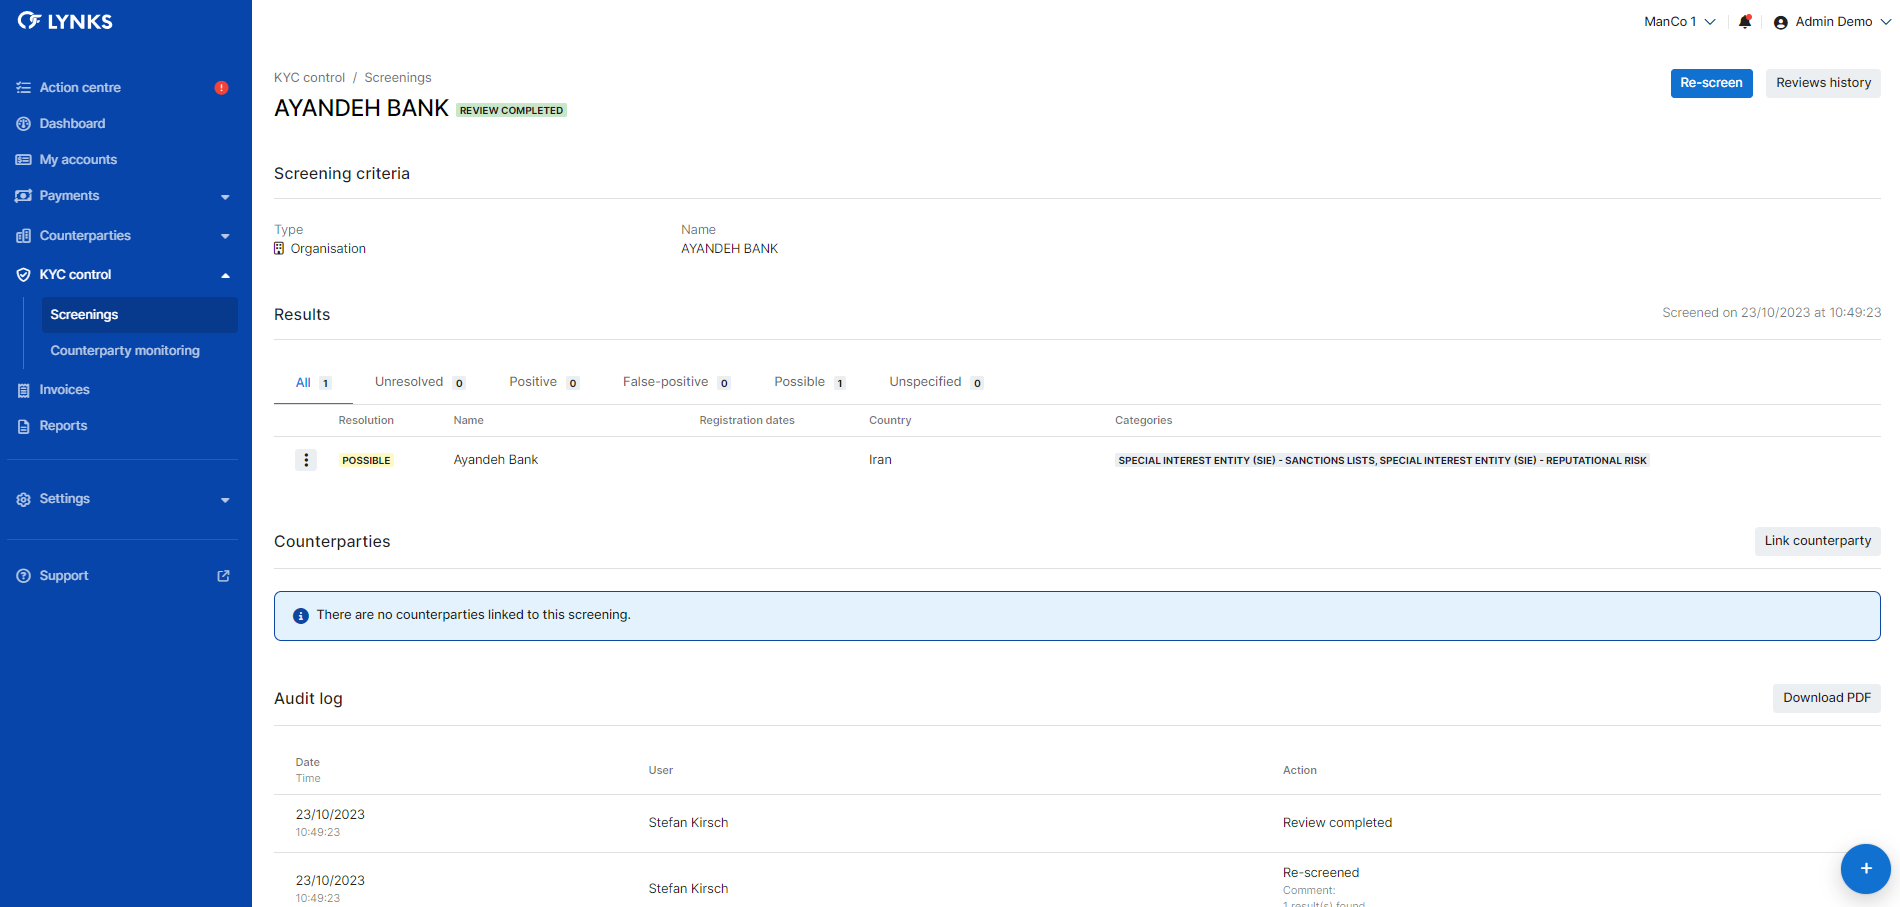 LYNKS
ManCo 1
Admin Demo
Action centre
!
Dashboard
My accounts
Payments
Counterparties
KYC control
Screenings
Counterparty monitoring
Invoices
Reports
Settings
Support
KYC control / Screenings
AYANDEH BANK REVIEW COMPLETED
Re-screen
Reviews history
Screening criteria
Type
Organisation
Name
AYANDEH BANK
Results
Screened on 23/10/2023 at 10:49:23
All 1 Unresolved 0 Positive 0 False-positive 0 Possible 1 Unspecified 0
Resolution Name Registration dates Country Categories
POSSIBLE Ayandeh Bank Iran SPECIAL INTEREST ENTITY (SIE) - SANCTIONS LISTS, SPECIAL INTEREST ENTITY (SIE) - REPUTATIONAL RISK
Counterparties
Link counterparty
There are no counterparties linked to this screening.
Audit log
Download PDF
Date
Time
User
Action
23/10/2023
10:49:23
Stefan Kirsch
Review completed
23/10/2023
10:49:23
Stefan Kirsch
Re-screened
Comment:
1 result(s) found
+